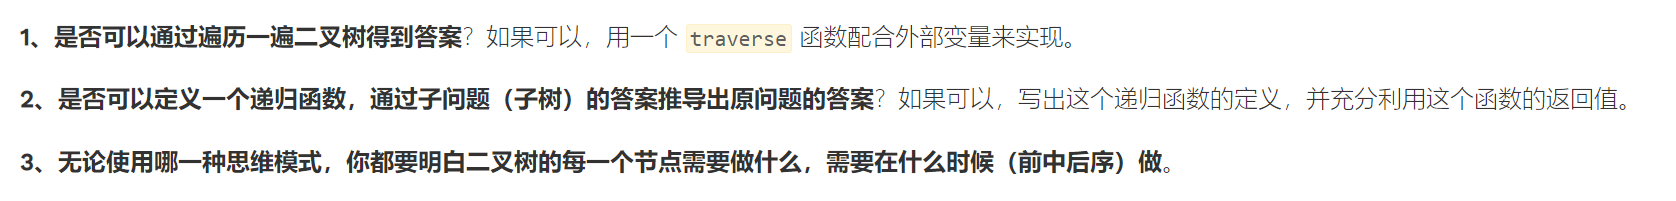 1、是否可以通过遍历一遍二叉树得到答案？如果可以，用一个 traverse 函数配合外部变量来实现。
2、是否可以定义一个递归函数，通过子问题（子树）的答案推导出原问题的答案？如果可以，写出这个递归函数的定义，并充分利用这个函数的返回值。
3、无论使用哪一种思维模式，你都要明白二叉树的每一个节点需要做什么，需要在什么时候（前中后序）做。